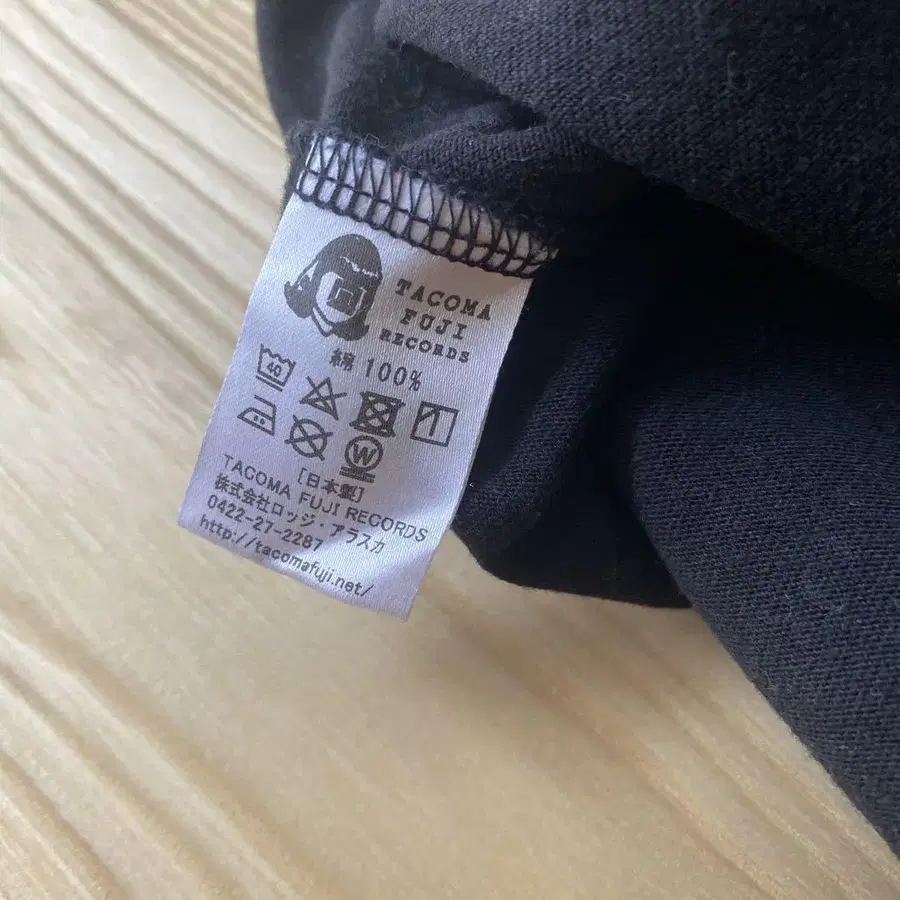 TACOMA
FUJI
RECORDS
綿 100%
40
W
[日本製]
TACOMA FUJI RECORDS
株式会社ロッジ・アラスカ
0422-27-2287
http://tacomafuji.net/